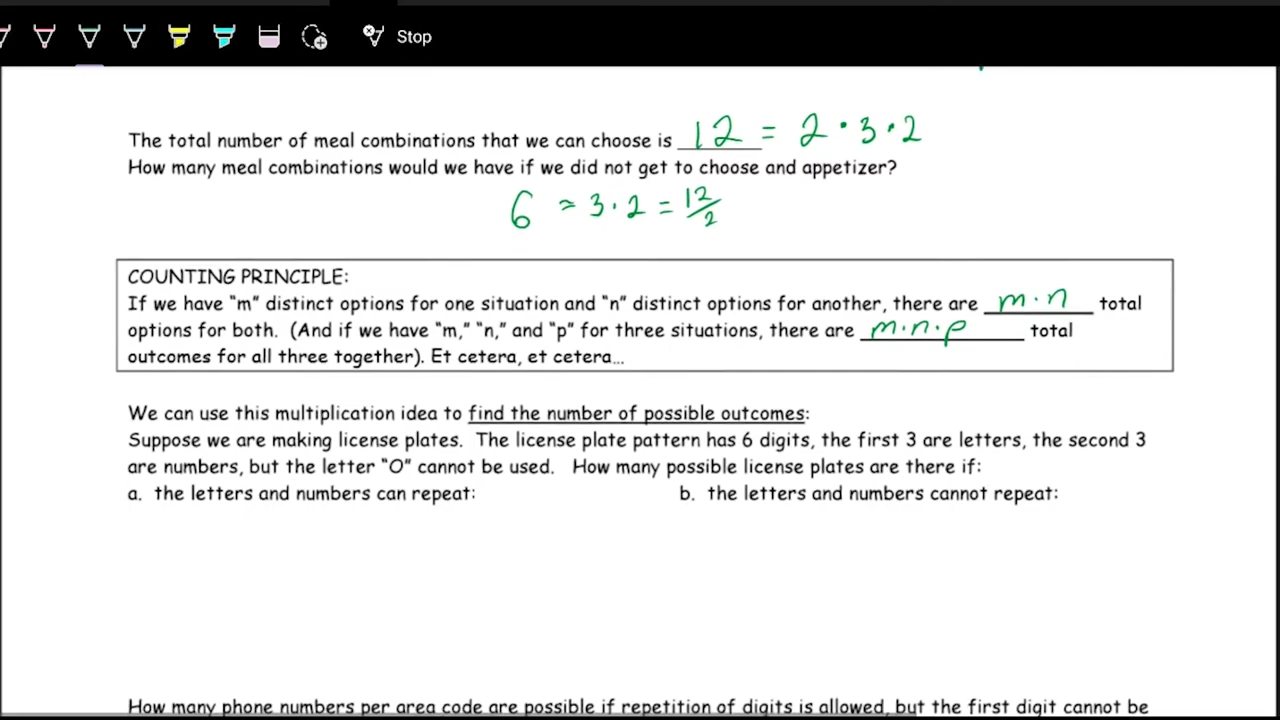 Stop
The total number of meal combinations that we can choose is 12 = 2 · 3 · 2
How many meal combinations would we have if we did not get to choose and appetizer?
6 = 3 · 2 = 12/2
COUNTING PRINCIPLE:
If we have "m" distinct options for one situation and "n" distinct options for another, there are m · n total
options for both. (And if we have "m," "n," and "p" for three situations, there are m · n · p total
outcomes for all three together). Et cetera, et cetera…
We can use this multiplication idea to find the number of possible outcomes:
Suppose we are making license plates. The license plate pattern has 6 digits, the first 3 are letters, the second 3
are numbers, but the letter "O" cannot be used. How many possible license plates are there if:
a. the letters and numbers can repeat: b. the letters and numbers cannot repeat:
How many phone numbers per area code are possible if repetition of digits is allowed, but the first digit cannot be